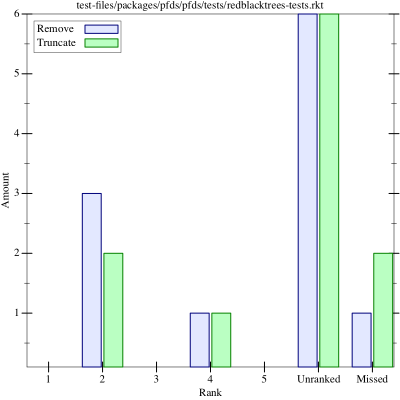 test-files/packages/pfds/pfds/tests/redblacktrees-tests.rkt
Remove
Truncate
6
5
4
3
2
1
Amount
1 2 3 4 5 Unranked Missed
Rank